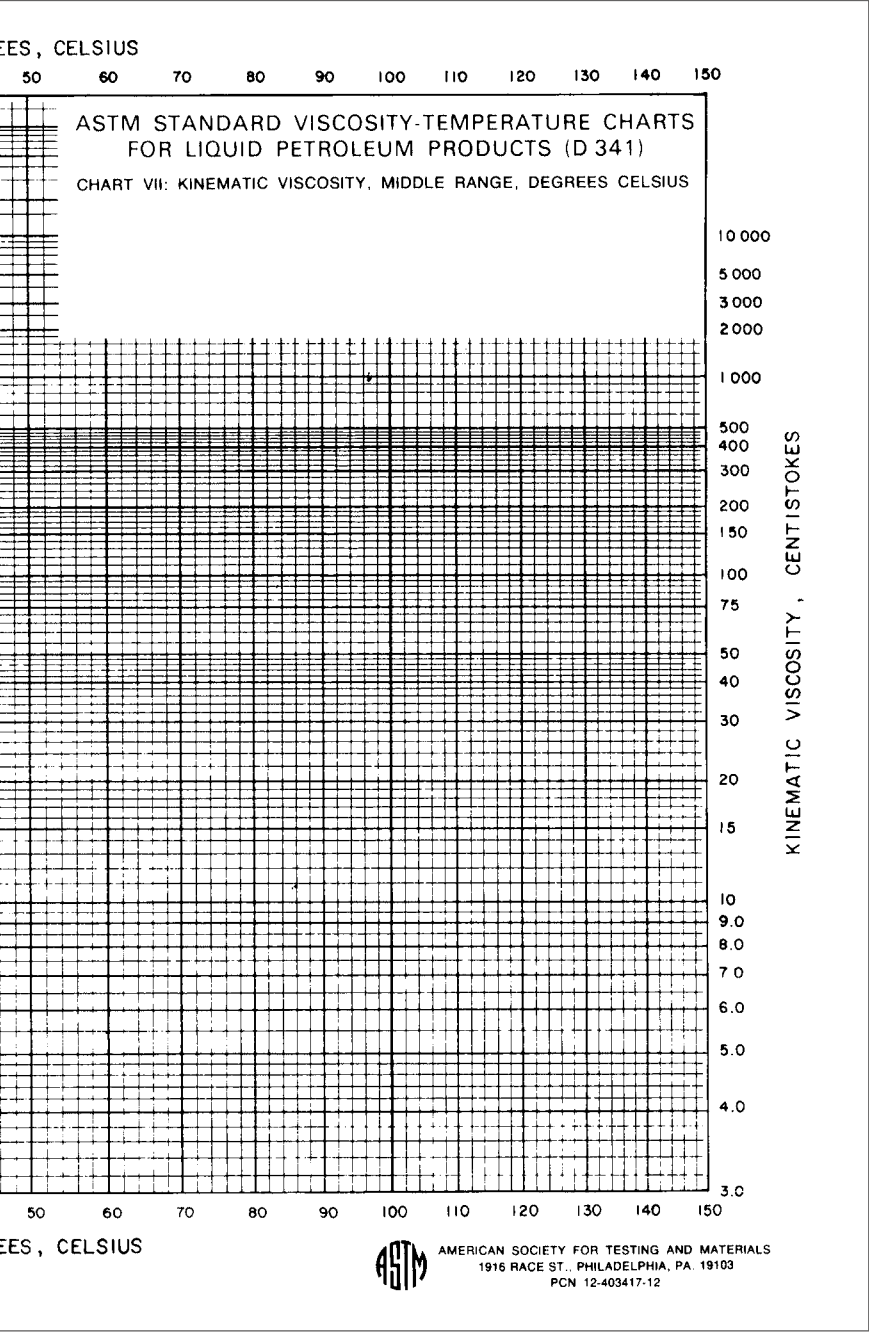 EES, CELSIUS
50 60 70 80 90 100 110 120 130 140 150
ASTM STANDARD VISCOSITY-TEMPERATURE CHARTS
FOR LIQUID PETROLEUM PRODUCTS (D 341)
CHART VII: KINEMATIC VISCOSITY, MIDDLE RANGE, DEGREES CELSIUS
10 000
5 000
3 000
2 000
1 000
500
400
300
200
150
100
75
50
40
30
20
15
10
9.0
8.0
7 0
6.0
5.0
4.0
3.0
KINEMATIC VISCOSITY, CENTISTOKES
50 60 70 80 90 100 110 120 130 140 150
EES, CELSIUS
ASTM
AMERICAN SOCIETY FOR TESTING AND MATERIALS
1916 RACE ST., PHILADELPHIA, PA. 19103
PCN 12-403417-12